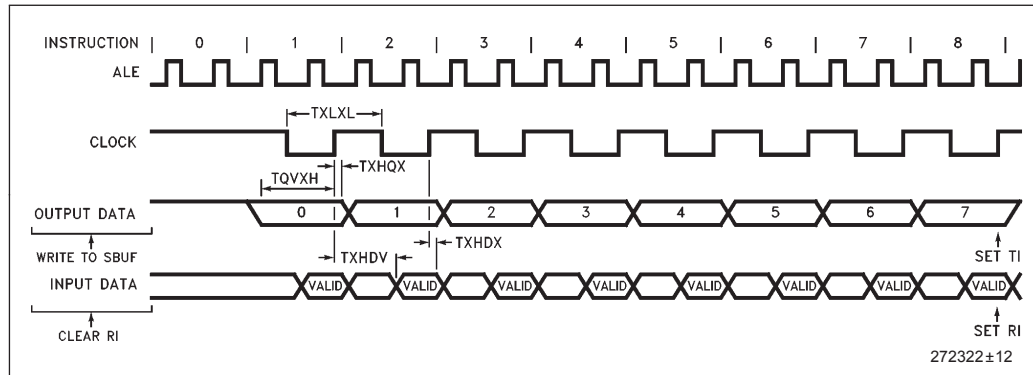 INSTRUCTION | 0 | 1 | 2 | 3 | 4 | 5 | 6 | 7 | 8 |
ALE
TXLXL
CLOCK
TXHQX
TQVXH
OUTPUT DATA 0 1 2 3 4 5 6 7
TXHDX
WRITE TO SBUF
TXHDV
SET TI
INPUT DATA VALID VALID VALID VALID VALID VALID VALID VALID
CLEAR RI
SET RI
272322±12